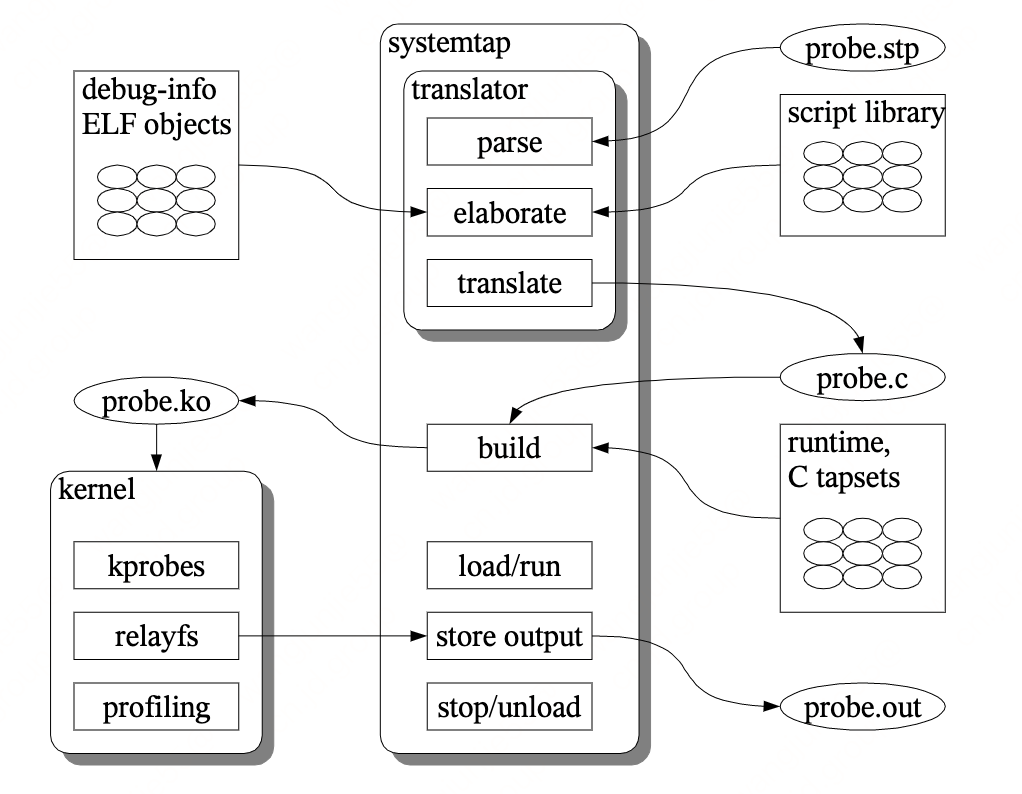 systemtap
probe.stp
debug-info
ELF objects
translator
script library
parse
elaborate
translate
probe.c
probe.ko
build
runtime,
C tapsets
kernel
kprobes
load/run
relayfs
store output
profiling
stop/unload
probe.out